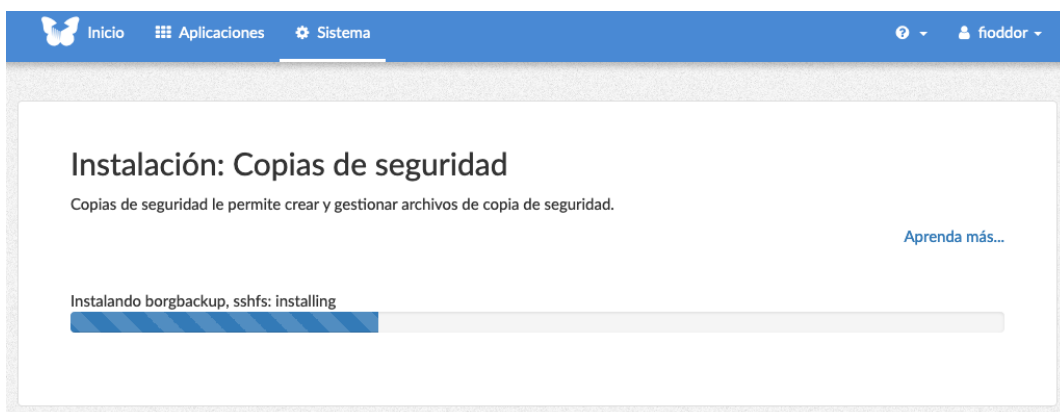 Inicio Aplicaciones Sistema fioddor
Instalación: Copias de seguridad
Copias de seguridad le permite crear y gestionar archivos de copia de seguridad.
Aprenda más...
Instalando borgbackup, sshfs: installing